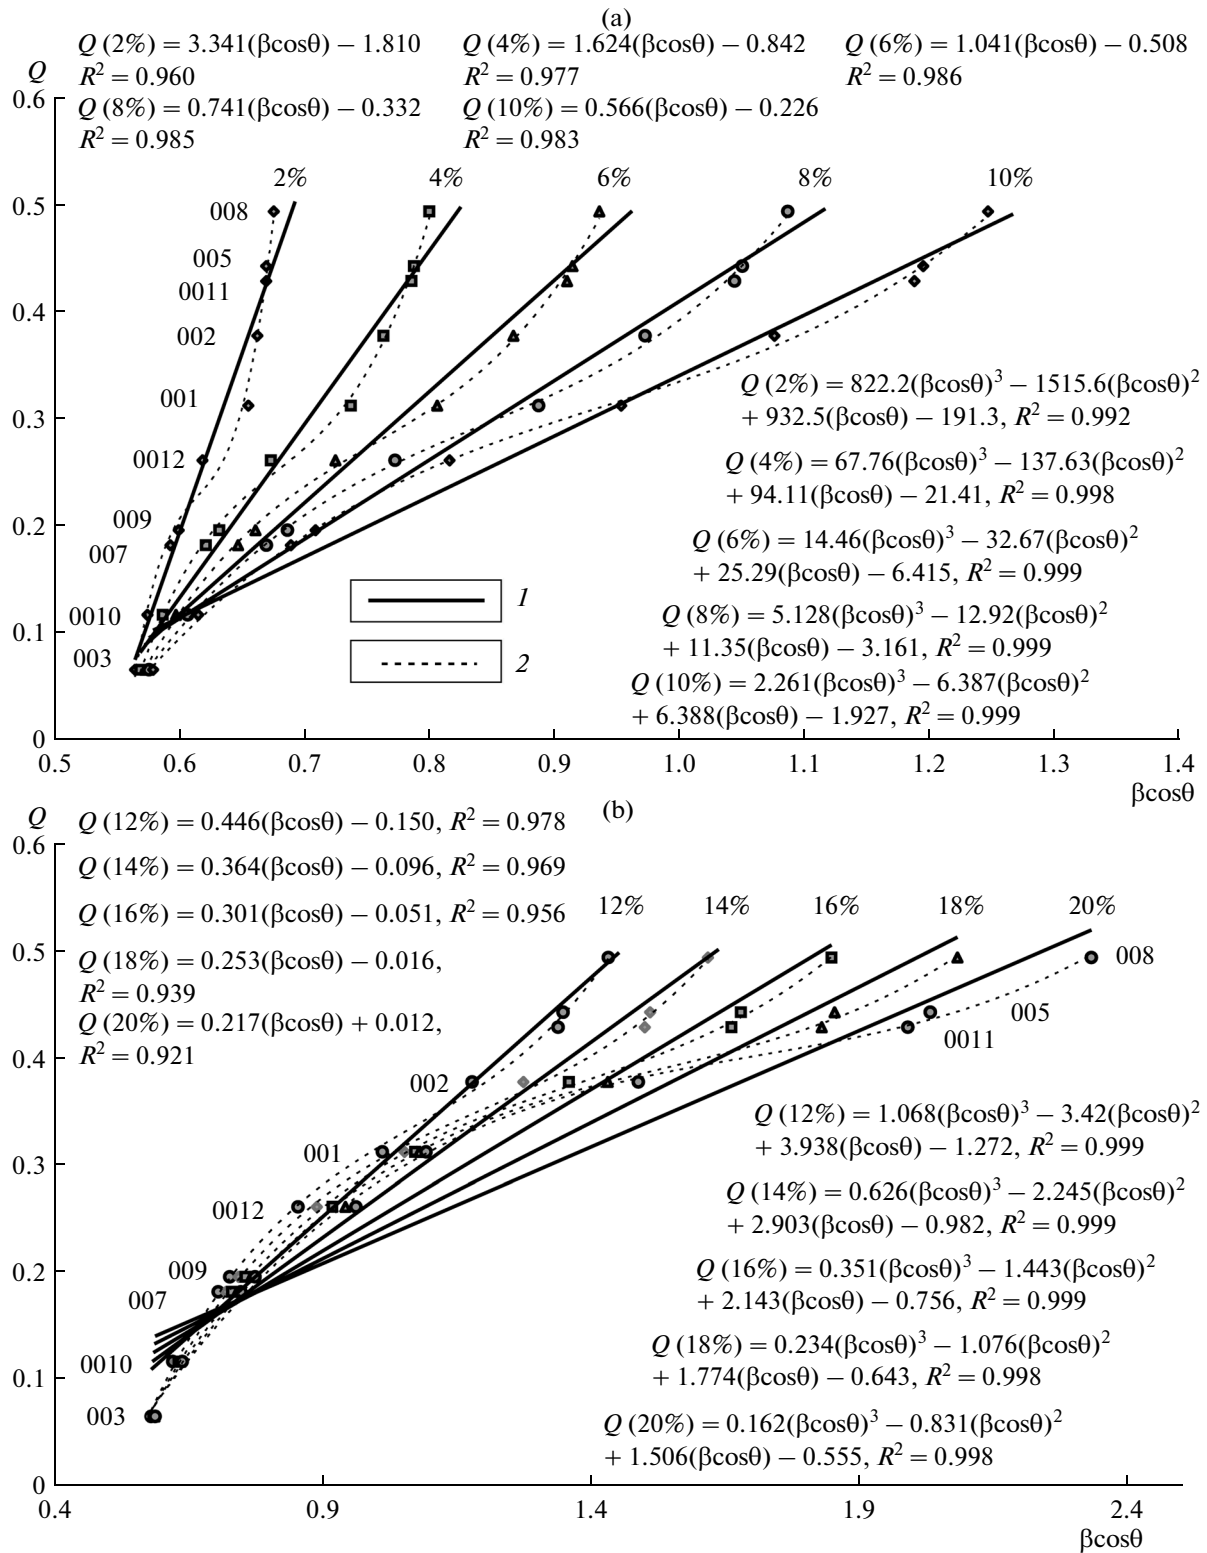 (a)
Q (2%) = 3.341(βcosθ) − 1.810
R² = 0.960
Q (4%) = 1.624(βcosθ) − 0.842
R² = 0.977
Q (6%) = 1.041(βcosθ) − 0.508
R² = 0.986
Q (8%) = 0.741(βcosθ) − 0.332
R² = 0.985
Q (10%) = 0.566(βcosθ) − 0.226
R² = 0.983
Q
0.6
0.5
0.4
0.3
0.2
0.1
0
2%
4%
6%
8%
10%
008
005
0011
002
001
0012
009
007
0010
003
1
2
Q (2%) = 822.2(βcosθ)³ − 1515.6(βcosθ)²
+ 932.5(βcosθ) − 191.3, R² = 0.992
Q (4%) = 67.76(βcosθ)³ − 137.63(βcosθ)²
+ 94.11(βcosθ) − 21.41, R² = 0.998
Q (6%) = 14.46(βcosθ)³ − 32.67(βcosθ)²
+ 25.29(βcosθ) − 6.415, R² = 0.999
Q (8%) = 5.128(βcosθ)³ − 12.92(βcosθ)²
+ 11.35(βcosθ) − 3.161, R² = 0.999
Q (10%) = 2.261(βcosθ)³ − 6.387(βcosθ)²
+ 6.388(βcosθ) − 1.927, R² = 0.999
0.5 0.6 0.7 0.8 0.9 1.0 1.1 1.2 1.3 1.4
βcosθ
(b)
Q
Q (12%) = 0.446(βcosθ) − 0.150, R² = 0.978
Q (14%) = 0.364(βcosθ) − 0.096, R² = 0.969
Q (16%) = 0.301(βcosθ) − 0.051, R² = 0.956
Q (18%) = 0.253(βcosθ) − 0.016,
R² = 0.939
Q (20%) = 0.217(βcosθ) + 0.012,
R² = 0.921
0.6
0.5
0.4
0.3
0.2
0.1
0
12%
14%
16%
18%
20%
008
005
0011
002
001
0012
009
007
0010
003
Q (12%) = 1.068(βcosθ)³ − 3.42(βcosθ)²
+ 3.938(βcosθ) − 1.272, R² = 0.999
Q (14%) = 0.626(βcosθ)³ − 2.245(βcosθ)²
+ 2.903(βcosθ) − 0.982, R² = 0.999
Q (16%) = 0.351(βcosθ)³ − 1.443(βcosθ)²
+ 2.143(βcosθ) − 0.756, R² = 0.999
Q (18%) = 0.234(βcosθ)³ − 1.076(βcosθ)²
+ 1.774(βcosθ) − 0.643, R² = 0.998
Q (20%) = 0.162(βcosθ)³ − 0.831(βcosθ)²
+ 1.506(βcosθ) − 0.555, R² = 0.998
0.4 0.9 1.4 1.9 2.4
βcosθ